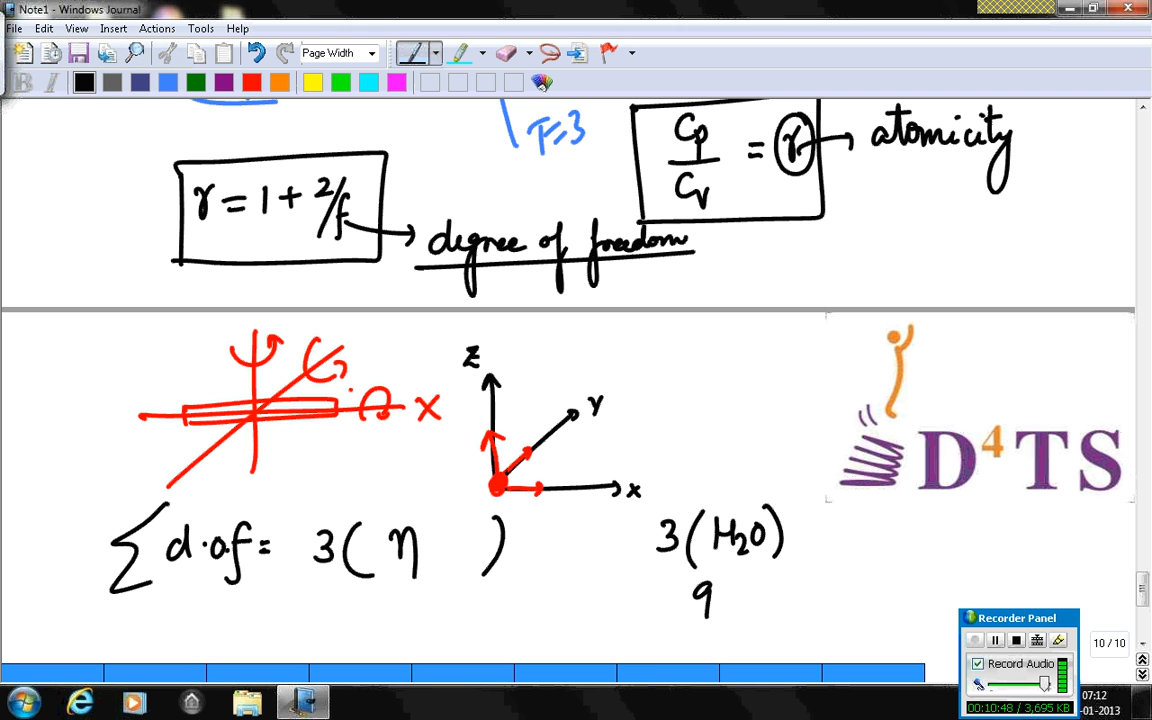 Note1 - Windows Journal
File Edit View Insert Actions Tools Help
Page Width
B I
F=3
Cp/Cv = γ → atomicity
γ = 1 + 2/f → degree of freedom
Z
Y
X
x
D4TS
Σ d.o.f = 3( η )
3(H2O)
9
Recorder Panel
Record Audio
00:10:48 / 3,695 KB
10 / 10
07:12
-01-2013